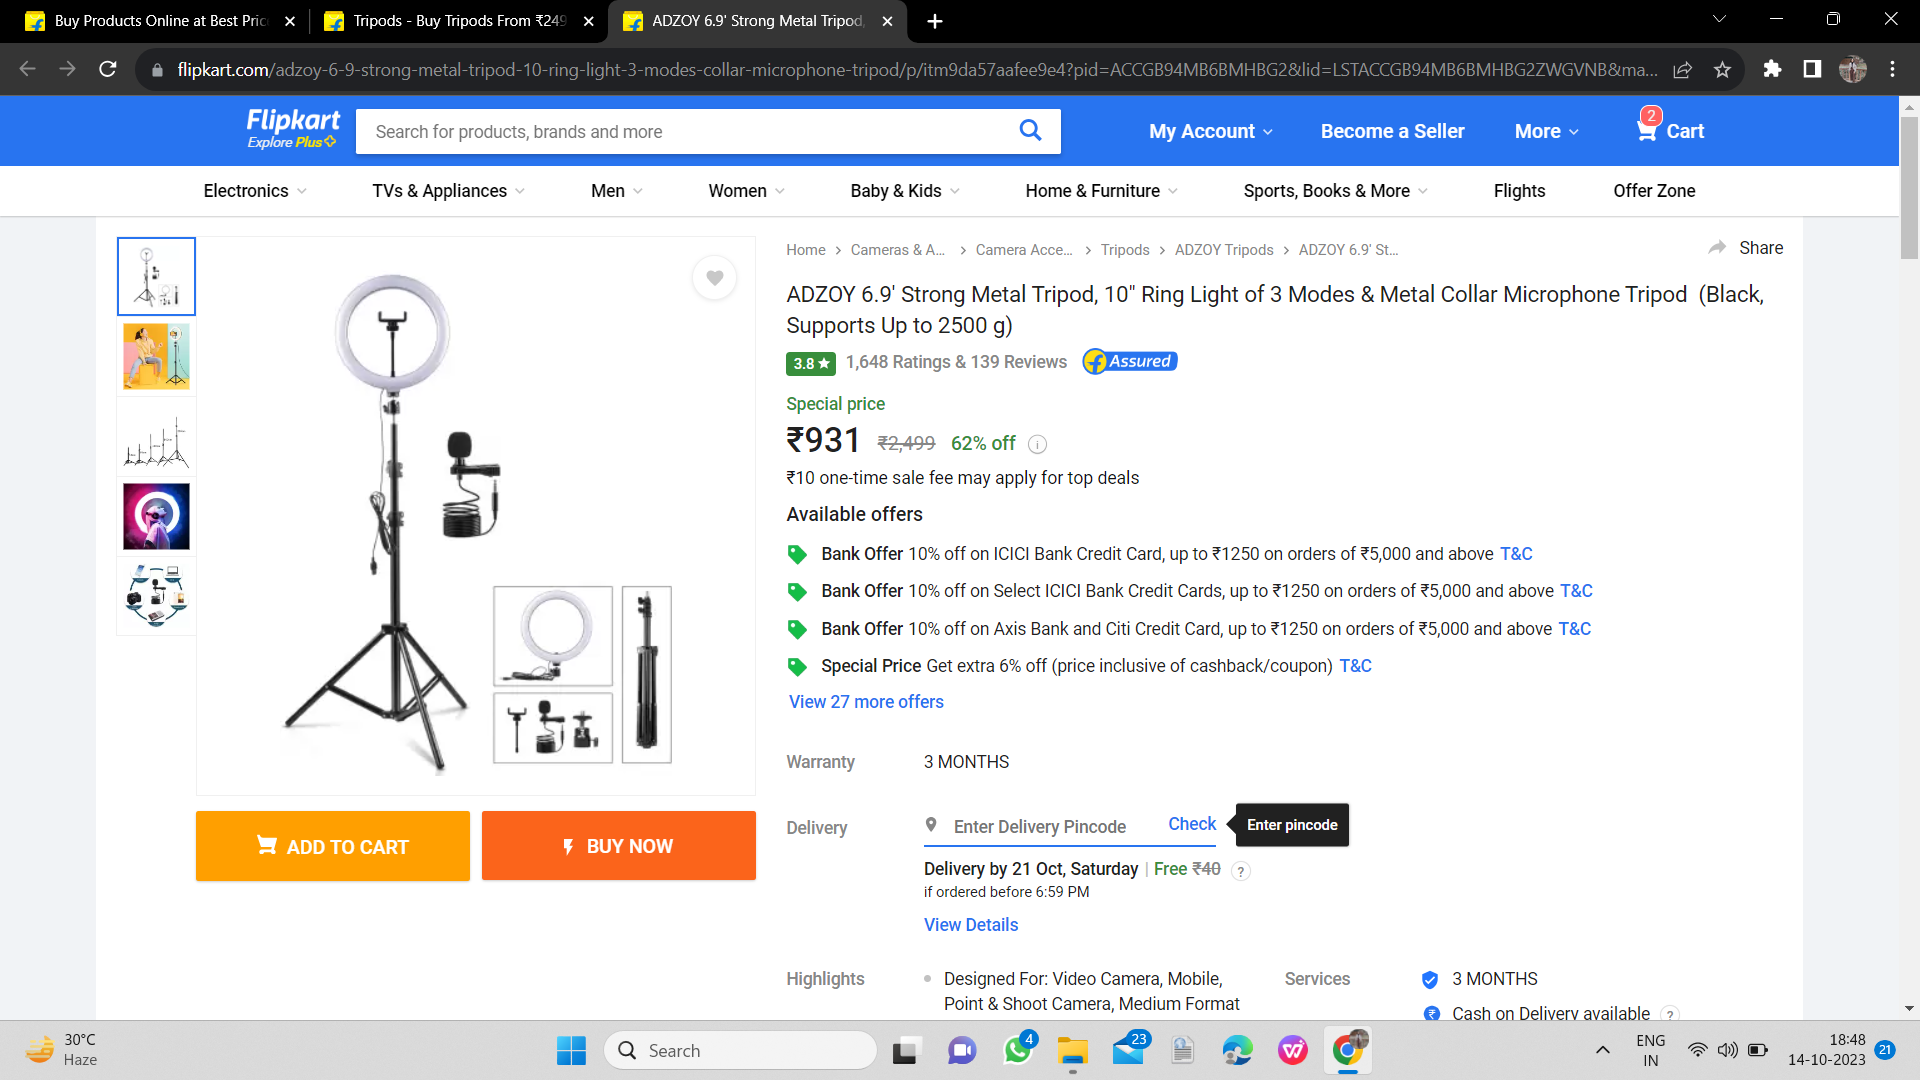 Buy Products Online at Best Pric
Tripods - Buy Tripods From ₹249
ADZOY 6.9' Strong Metal Tripod,
flipkart.com/adzoy-6-9-strong-metal-tripod-10-ring-light-3-modes-collar-microphone-tripod/p/itm9da57aafee9e4?pid=ACCGB94MB6BMHBG2&lid=LSTACCGB94MB6BMHBG2ZWGVNB&ma...
Flipkart
Explore Plus
Search for products, brands and more
My Account
Become a Seller
More
2
Cart
Electronics
TVs & Appliances
Men
Women
Baby & Kids
Home & Furniture
Sports, Books & More
Flights
Offer Zone
Home
Cameras & A...
Camera Acce...
Tripods
ADZOY Tripods
ADZOY 6.9' St...
Share
ADZOY 6.9' Strong Metal Tripod, 10" Ring Light of 3 Modes & Metal Collar Microphone Tripod (Black,
Supports Up to 2500 g)
3.8★ 1,648 Ratings & 139 Reviews
f Assured
Special price
₹931 ₹2,499 62% off i
₹10 one-time sale fee may apply for top deals
Available offers
Bank Offer 10% off on ICICI Bank Credit Card, up to ₹1250 on orders of ₹5,000 and above T&C
Bank Offer 10% off on Select ICICI Bank Credit Cards, up to ₹1250 on orders of ₹5,000 and above T&C
Bank Offer 10% off on Axis Bank and Citi Credit Card, up to ₹1250 on orders of ₹5,000 and above T&C
Special Price Get extra 6% off (price inclusive of cashback/coupon) T&C
View 27 more offers
Warranty
3 MONTHS
Delivery
Enter Delivery Pincode
Check
Enter pincode
ADD TO CART
BUY NOW
Delivery by 21 Oct, Saturday | Free ₹40 ?
if ordered before 6:59 PM
View Details
Highlights
Designed For: Video Camera, Mobile,
Point & Shoot Camera, Medium Format
Services
3 MONTHS
₹ Cash on Delivery available ?
30°C
Haze
Search
4
23
ENG
IN
18:48
14-10-2023
21